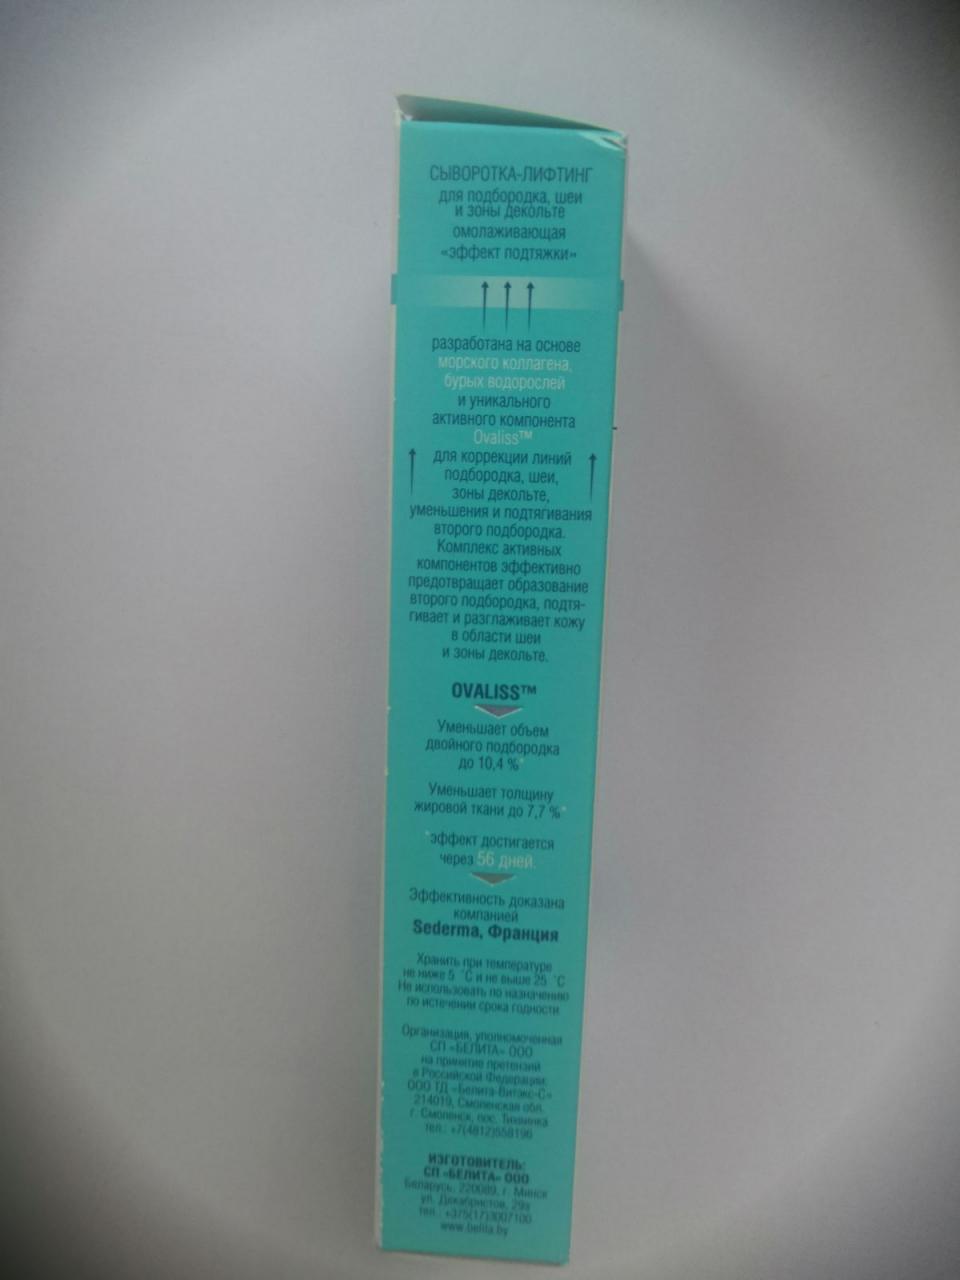 СЫВОРОТКА-ЛИФТИНГ
для подбородка, шеи
и зоны декольте
омолаживающая
«эффект подтяжки»
разработана на основе
морского коллагена,
бурых водорослей
и уникального
активного компонента
Ovaliss™
для коррекции линий
подбородка, шеи,
зоны декольте,
уменьшения и подтягивания
второго подбородка.
Комплекс активных
компонентов эффективно
предотвращает образование
второго подбородка, подтя-
гивает и разглаживает кожу
в области шеи
и зоны декольте.
OVALISS™
Уменьшает объем
двойного подбородка
до 10,4 %*
Уменьшает толщину
жировой ткани до 7,7 %*
*эффект достигается
через 56 дней.
Эффективность доказана
компанией
Sederma, Франция
Хранить при температуре
не ниже 5 °С и не выше 25 °С
Не использовать по назначению
по истечении срока годности
Организация, уполномоченная
СП «БЕЛИТА» ООО
на принятие претензий
в Российской Федерации:
ООО ТД «Белита-Витэкс-С»
214019, Смоленская обл.
г. Смоленск, пос. Тихвинка
тел.: +7(4812)558196
ИЗГОТОВИТЕЛЬ:
СП «БЕЛИТА» ООО
Беларусь, 220089, г. Минск
ул. Декабристов, 29а
тел.: +375(17)3007100
www.belita.by